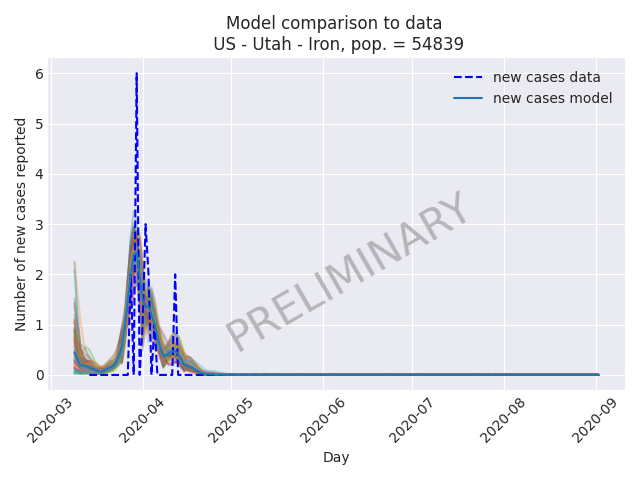 Model comparison to data
US - Utah - Iron, pop. = 54839
new cases data
new cases model
PRELIMINARY
Number of new cases reported
6
5
4
3
2
1
0
2020-03
2020-04
2020-05
2020-06
2020-07
2020-08
2020-09
Day